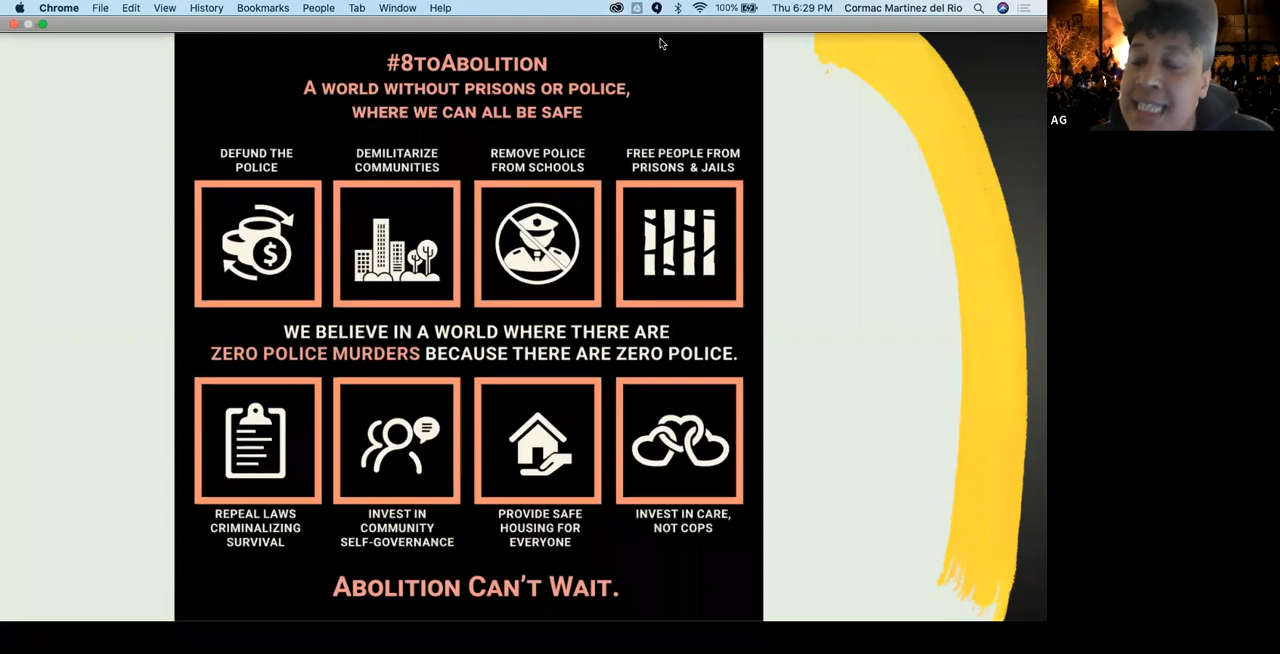 Chrome File Edit View History Bookmarks People Tab Window Help 100% Thu 6:29 PM Cormac Martinez del Rio
#8toAbolition
A world without prisons or police,
where we can all be safe
DEFUND THE
POLICE
DEMILITARIZE
COMMUNITIES
REMOVE POLICE
FROM SCHOOLS
FREE PEOPLE FROM
PRISONS & JAILS
$
WE BELIEVE IN A WORLD WHERE THERE ARE
ZERO POLICE MURDERS BECAUSE THERE ARE ZERO POLICE.
REPEAL LAWS
CRIMINALIZING
SURVIVAL
INVEST IN
COMMUNITY
SELF-GOVERNANCE
PROVIDE SAFE
HOUSING FOR
EVERYONE
INVEST IN CARE,
NOT COPS
Abolition Can't Wait.
AG